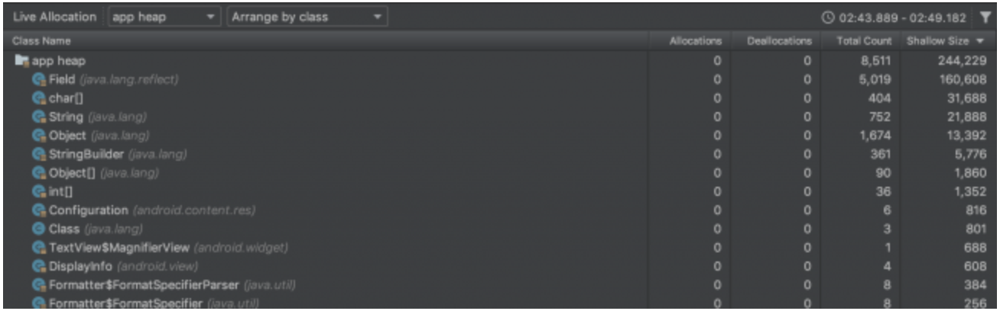 Live Allocation app heap Arrange by class 02:43.889 - 02:49.182
Class Name Allocations Deallocations Total Count Shallow Size
app heap 0 0 8,511 244,229
Field (java.lang.reflect) 0 0 5,019 160,608
char[] 0 0 404 31,688
String (java.lang) 0 0 752 21,888
Object (java.lang) 0 0 1,674 13,392
StringBuilder (java.lang) 0 0 361 5,776
Object[] (java.lang) 0 0 90 1,860
int[] 0 0 36 1,352
Configuration (android.content.res) 0 0 6 816
Class (java.lang) 0 0 3 801
TextView$MagnifierView (android.widget) 0 0 1 688
DisplayInfo (android.view) 0 0 4 608
Formatter$FormatSpecifierParser (java.util) 0 0 8 384
Formatter$FormatSpecifier (java.util) 0 0 8 256